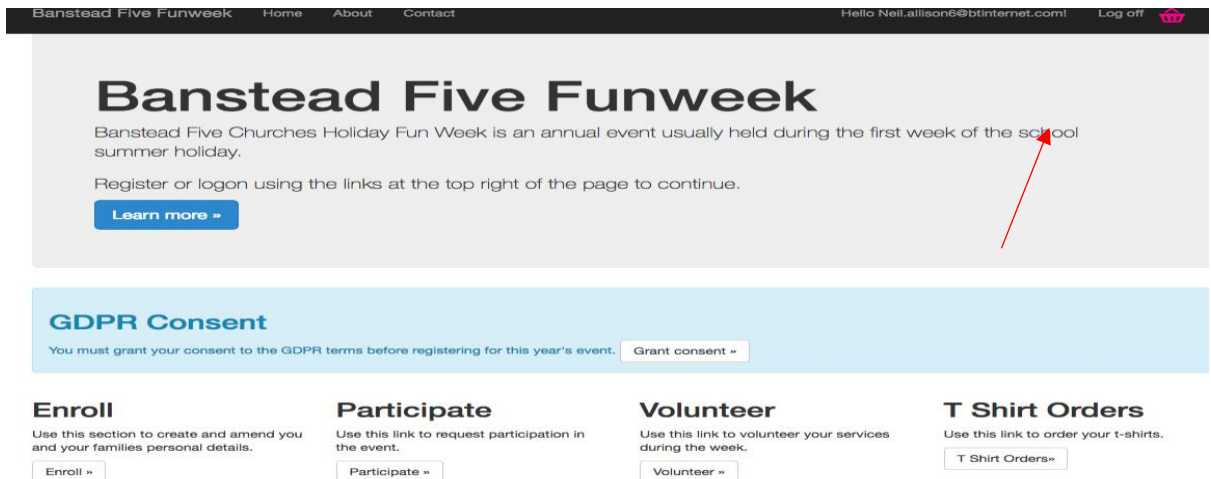 Banstead Five Funweek Home About Contact Hello Neil.allison6@btinternet.com! Log off
Banstead Five Funweek
Banstead Five Churches Holiday Fun Week is an annual event usually held during the first week of the school
summer holiday.
Register or logon using the links at the top right of the page to continue.
Learn more »
GDPR Consent
You must grant your consent to the GDPR terms before registering for this year's event. Grant consent »
Enroll
Use this section to create and amend you
and your families personal details.
Enroll »
Participate
Use this link to request participation in
the event.
Participate »
Volunteer
Use this link to volunteer your services
during the week.
Volunteer »
T Shirt Orders
Use this link to order your t-shirts.
T Shirt Orders»